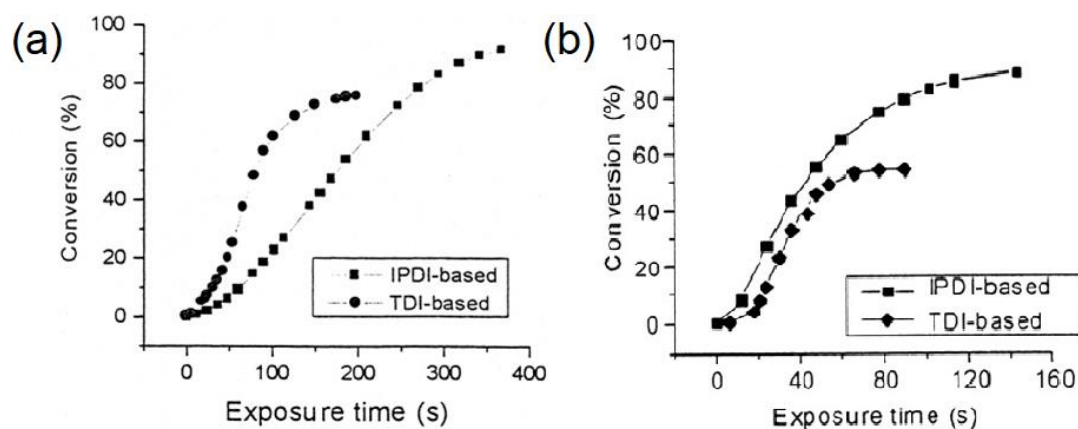 (a)
Conversion (%)
100
80
60
40
20
0
IPDI-based
TDI-based
0 100 200 300 400
Exposure time (s)
(b)
Conversion (%)
100
80
60
40
20
0
IPDI-based
TDI-based
0 40 80 120 160
Exposure time (s)